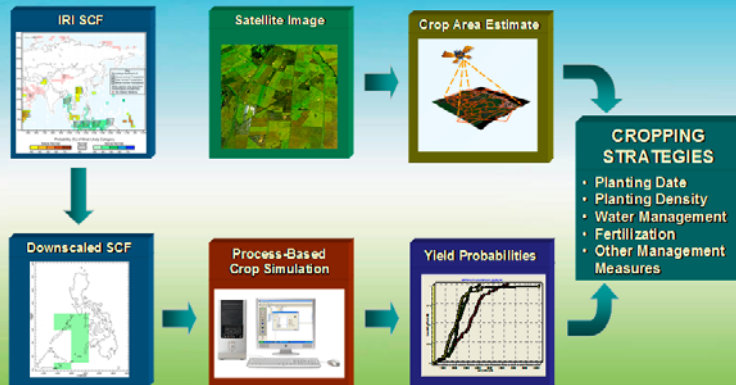 IRI SCF
Satellite Image
Crop Area Estimate
CROPPING
STRATEGIES
• Planting Date
• Planting Density
• Water Management
• Fertilization
• Other Management
Measures
Downscaled SCF
Process-Based
Crop Simulation
Yield Probabilities